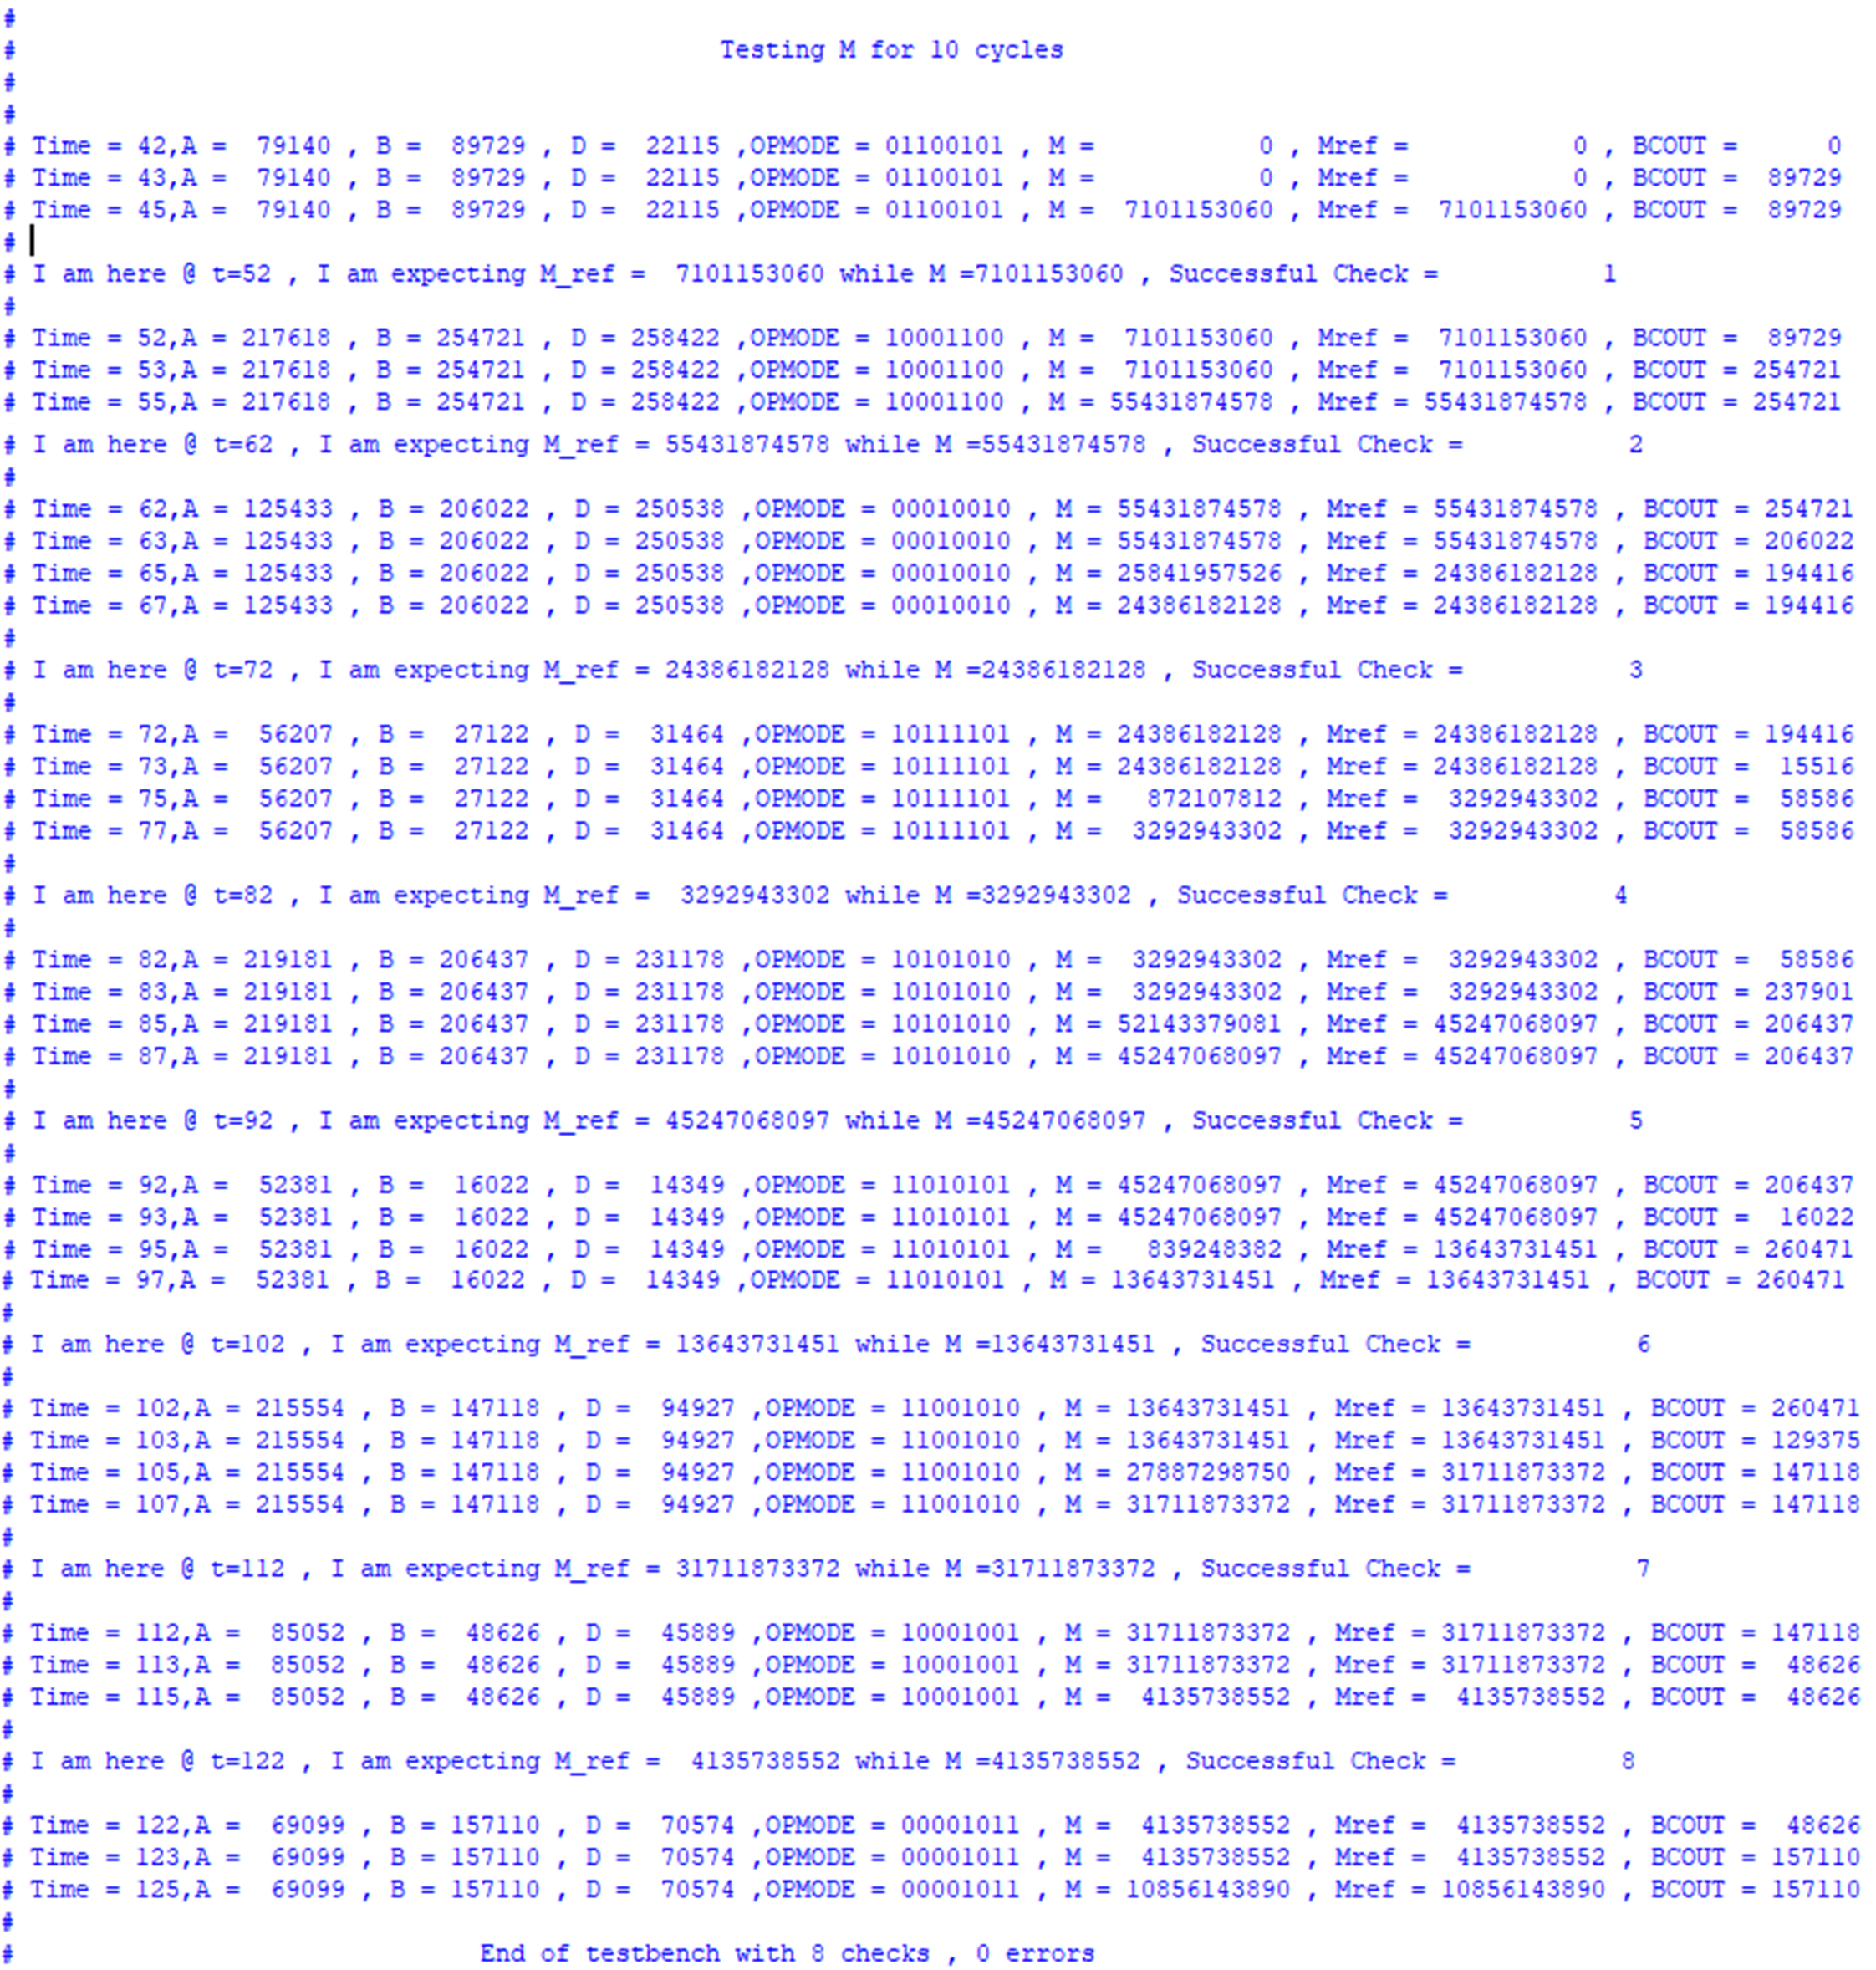 #
# Testing M for 10 cycles
#
#
# Time = 42,A =  79140 , B =  89729 , D =  22115 ,OPMODE = 01100101 , M =           0 , Mref =           0 , BCOUT =      0
# Time = 43,A =  79140 , B =  89729 , D =  22115 ,OPMODE = 01100101 , M =           0 , Mref =           0 , BCOUT =  89729
# Time = 45,A =  79140 , B =  89729 , D =  22115 ,OPMODE = 01100101 , M =  7101153060 , Mref =  7101153060 , BCOUT =  89729
#
# I am here @ t=52 , I am expecting M_ref =  7101153060 while M =7101153060 , Successful Check =           1
#
# Time = 52,A = 217618 , B = 254721 , D = 258422 ,OPMODE = 10001100 , M =  7101153060 , Mref =  7101153060 , BCOUT =  89729
# Time = 53,A = 217618 , B = 254721 , D = 258422 ,OPMODE = 10001100 , M =  7101153060 , Mref =  7101153060 , BCOUT = 254721
# Time = 55,A = 217618 , B = 254721 , D = 258422 ,OPMODE = 10001100 , M = 55431874578 , Mref = 55431874578 , BCOUT = 254721
# I am here @ t=62 , I am expecting M_ref = 55431874578 while M =55431874578 , Successful Check =           2
#
# Time = 62,A = 125433 , B = 206022 , D = 250538 ,OPMODE = 00010010 , M = 55431874578 , Mref = 55431874578 , BCOUT = 254721
# Time = 63,A = 125433 , B = 206022 , D = 250538 ,OPMODE = 00010010 , M = 55431874578 , Mref = 55431874578 , BCOUT = 206022
# Time = 65,A = 125433 , B = 206022 , D = 250538 ,OPMODE = 00010010 , M = 25841957526 , Mref = 24386182128 , BCOUT = 194416
# Time = 67,A = 125433 , B = 206022 , D = 250538 ,OPMODE = 00010010 , M = 24386182128 , Mref = 24386182128 , BCOUT = 194416
#
# I am here @ t=72 , I am expecting M_ref = 24386182128 while M =24386182128 , Successful Check =           3
#
# Time = 72,A =  56207 , B =  27122 , D =  31464 ,OPMODE = 10111101 , M = 24386182128 , Mref = 24386182128 , BCOUT = 194416
# Time = 73,A =  56207 , B =  27122 , D =  31464 ,OPMODE = 10111101 , M = 24386182128 , Mref = 24386182128 , BCOUT =  15516
# Time = 75,A =  56207 , B =  27122 , D =  31464 ,OPMODE = 10111101 , M =   872107812 , Mref =  3292943302 , BCOUT =  58586
# Time = 77,A =  56207 , B =  27122 , D =  31464 ,OPMODE = 10111101 , M =  3292943302 , Mref =  3292943302 , BCOUT =  58586
#
# I am here @ t=82 , I am expecting M_ref =  3292943302 while M =3292943302 , Successful Check =           4
#
# Time = 82,A = 219181 , B = 206437 , D = 231178 ,OPMODE = 10101010 , M =  3292943302 , Mref =  3292943302 , BCOUT =  58586
# Time = 83,A = 219181 , B = 206437 , D = 231178 ,OPMODE = 10101010 , M =  3292943302 , Mref =  3292943302 , BCOUT = 237901
# Time = 85,A = 219181 , B = 206437 , D = 231178 ,OPMODE = 10101010 , M = 52143379081 , Mref = 45247068097 , BCOUT = 206437
# Time = 87,A = 219181 , B = 206437 , D = 231178 ,OPMODE = 10101010 , M = 45247068097 , Mref = 45247068097 , BCOUT = 206437
#
# I am here @ t=92 , I am expecting M_ref = 45247068097 while M =45247068097 , Successful Check =           5
#
# Time = 92,A =  52381 , B =  16022 , D =  14349 ,OPMODE = 11010101 , M = 45247068097 , Mref = 45247068097 , BCOUT = 206437
# Time = 93,A =  52381 , B =  16022 , D =  14349 ,OPMODE = 11010101 , M = 45247068097 , Mref = 45247068097 , BCOUT =  16022
# Time = 95,A =  52381 , B =  16022 , D =  14349 ,OPMODE = 11010101 , M =   839248382 , Mref = 13643731451 , BCOUT = 260471
# Time = 97,A =  52381 , B =  16022 , D =  14349 ,OPMODE = 11010101 , M = 13643731451 , Mref = 13643731451 , BCOUT = 260471
#
# I am here @ t=102 , I am expecting M_ref = 13643731451 while M =13643731451 , Successful Check =           6
#
# Time = 102,A = 215554 , B = 147118 , D =  94927 ,OPMODE = 11001010 , M = 13643731451 , Mref = 13643731451 , BCOUT = 260471
# Time = 103,A = 215554 , B = 147118 , D =  94927 ,OPMODE = 11001010 , M = 13643731451 , Mref = 13643731451 , BCOUT = 129375
# Time = 105,A = 215554 , B = 147118 , D =  94927 ,OPMODE = 11001010 , M = 27887298750 , Mref = 31711873372 , BCOUT = 147118
# Time = 107,A = 215554 , B = 147118 , D =  94927 ,OPMODE = 11001010 , M = 31711873372 , Mref = 31711873372 , BCOUT = 147118
#
# I am here @ t=112 , I am expecting M_ref = 31711873372 while M =31711873372 , Successful Check =           7
#
# Time = 112,A =  85052 , B =  48626 , D =  45889 ,OPMODE = 10001001 , M = 31711873372 , Mref = 31711873372 , BCOUT = 147118
# Time = 113,A =  85052 , B =  48626 , D =  45889 ,OPMODE = 10001001 , M = 31711873372 , Mref = 31711873372 , BCOUT =  48626
# Time = 115,A =  85052 , B =  48626 , D =  45889 ,OPMODE = 10001001 , M =  4135738552 , Mref =  4135738552 , BCOUT =  48626
#
# I am here @ t=122 , I am expecting M_ref =  4135738552 while M =4135738552 , Successful Check =           8
#
# Time = 122,A =  69099 , B = 157110 , D =  70574 ,OPMODE = 00001011 , M =  4135738552 , Mref =  4135738552 , BCOUT =  48626
# Time = 123,A =  69099 , B = 157110 , D =  70574 ,OPMODE = 00001011 , M =  4135738552 , Mref =  4135738552 , BCOUT = 157110
# Time = 125,A =  69099 , B = 157110 , D =  70574 ,OPMODE = 00001011 , M = 10856143890 , Mref = 10856143890 , BCOUT = 157110
#
# End of testbench with 8 checks , 0 errors